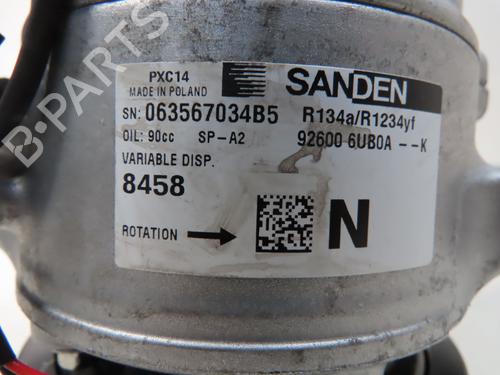 PXC14
MADE IN POLAND
SANDEN
SN: 063567034B5 R134a/R1234yf
OIL: 90cc SP-A2 92600 6UB0A --K
VARIABLE DISP.
8458
ROTATION
N
B-PARTS